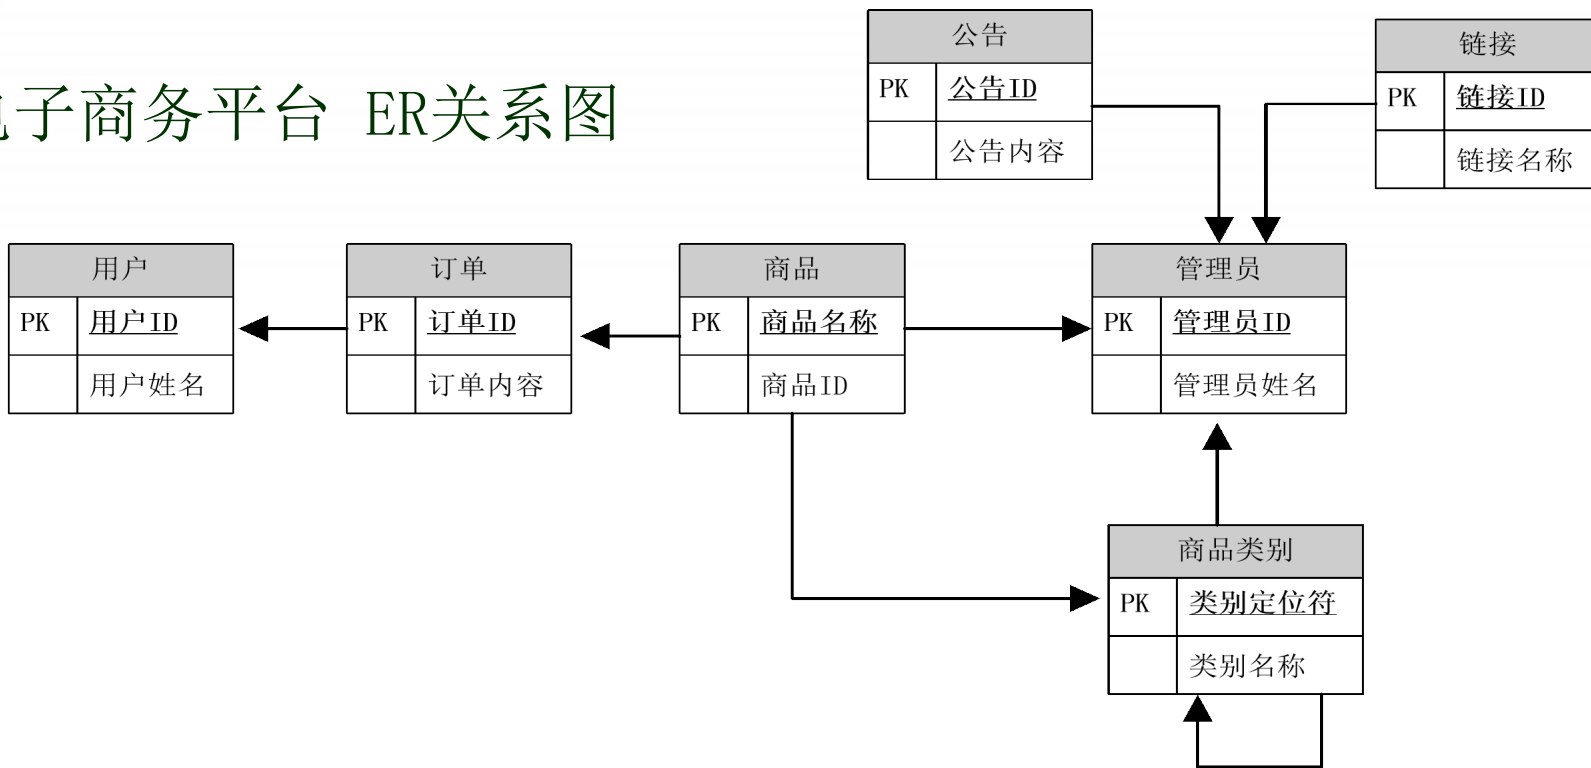 子商务平台 ER关系图
公告
PK 公告ID
公告内容
链接
PK 链接ID
链接名称
用户
PK 用户ID
用户姓名
订单
PK 订单ID
订单内容
商品
PK 商品名称
商品ID
管理员
PK 管理员ID
管理员姓名
商品类别
PK 类别定位符
类别名称